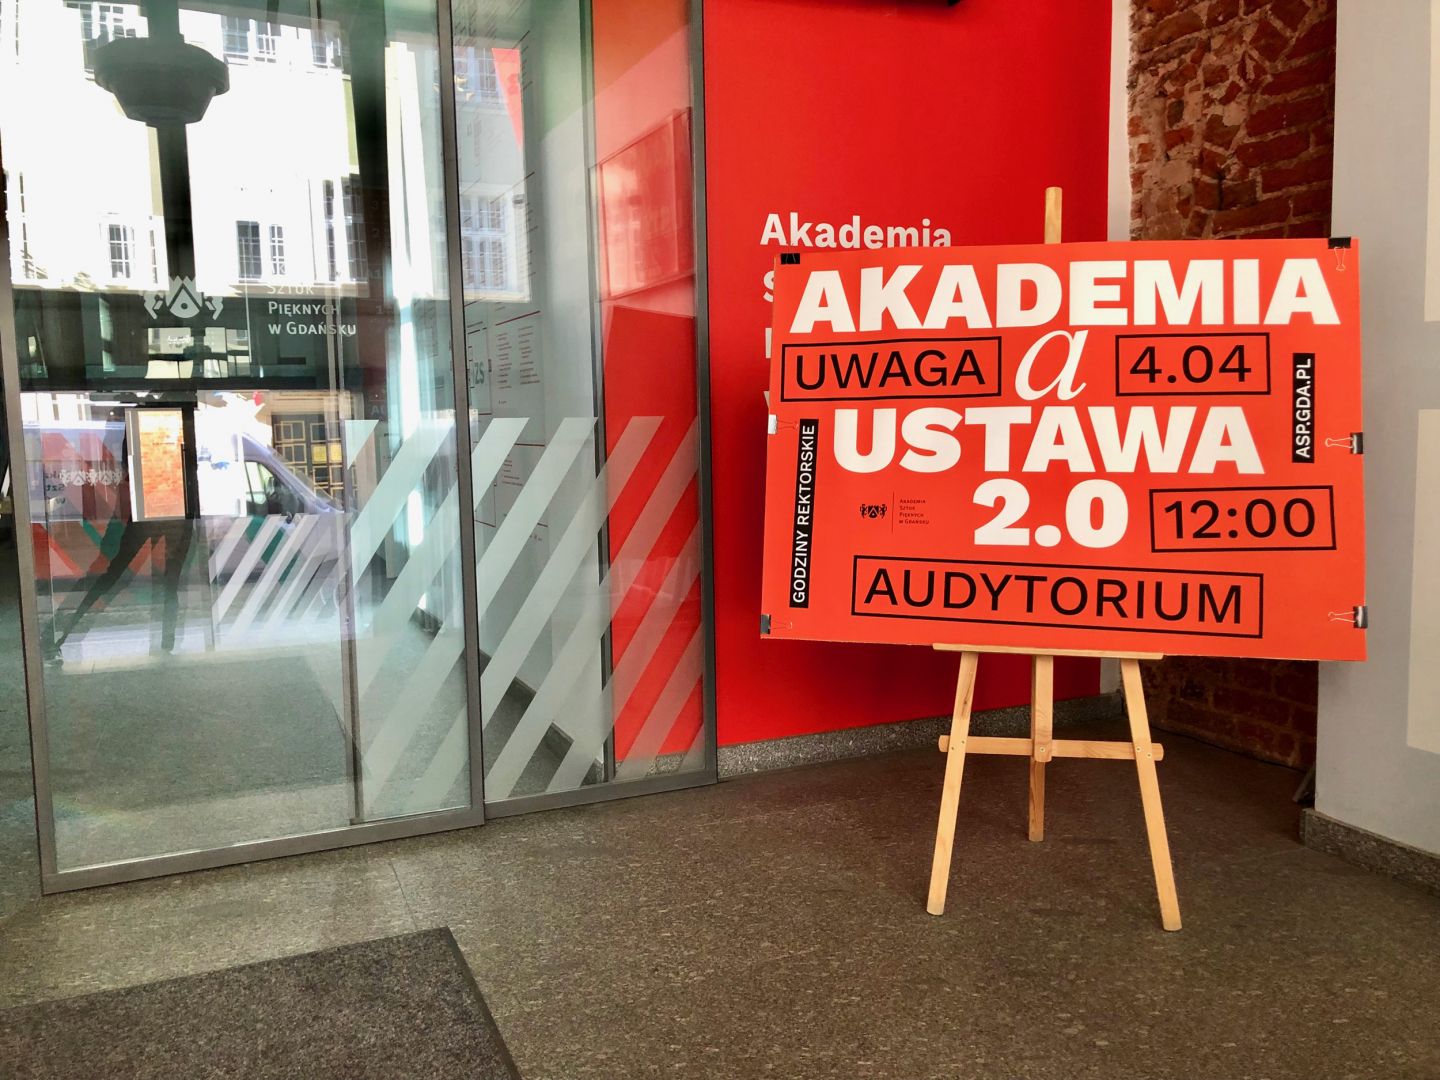 Sztuk
Pięknych
w Gdańsku
Akademia
AKADEMIA
UWAGA
a
4.04
USTAWA
2.0
12:00
AUDYTORIUM
GODZINY REKTORSKIE
ASP.GDA.PL
Akademia
Sztuk
Pięknych
w Gdańsku